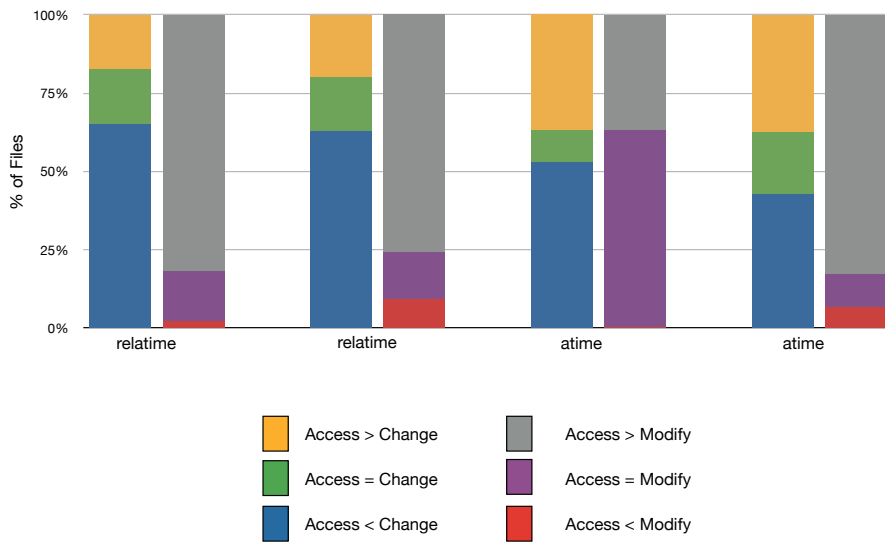 100%
75%
50%
25%
0%
% of Files
relatime
relatime
atime
atime
Access > Change
Access > Modify
Access = Change
Access = Modify
Access < Change
Access < Modify